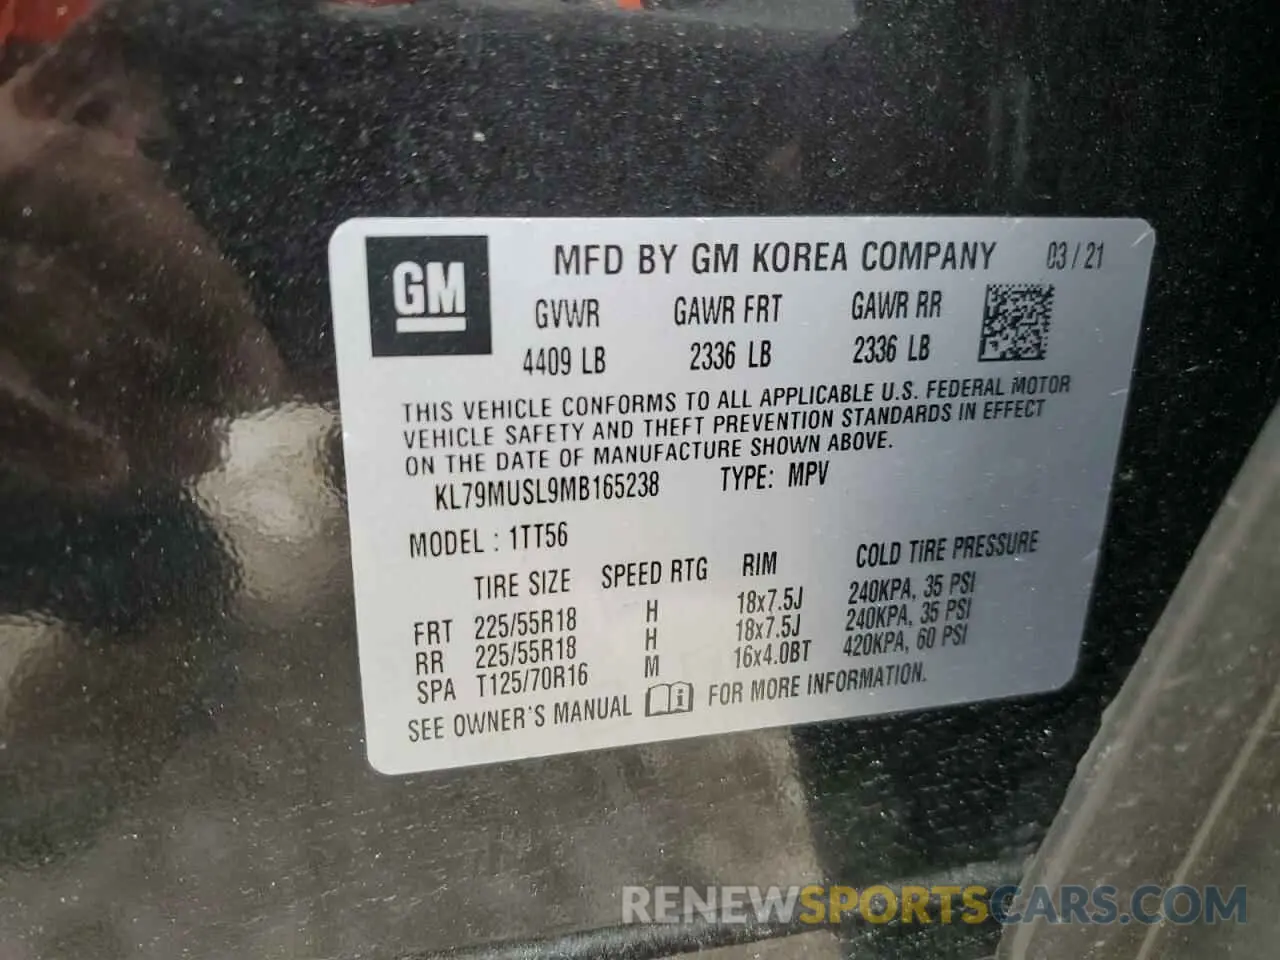 GM
MFD BY GM KOREA COMPANY 03/21
GVWR GAWR FRT GAWR RR
4409 LB 2336 LB 2336 LB
THIS VEHICLE CONFORMS TO ALL APPLICABLE U.S. FEDERAL MOTOR
VEHICLE SAFETY AND THEFT PREVENTION STANDARDS IN EFFECT
ON THE DATE OF MANUFACTURE SHOWN ABOVE.
KL79MUSL9MB165238 TYPE: MPV
MODEL : 1TT56
TIRE SIZE SPEED RTG RIM COLD TIRE PRESSURE
FRT 225/55R18 H 18x7.5J 240KPA, 35 PSI
RR 225/55R18 H 18x7.5J 240KPA, 35 PSI
SPA T125/70R16 M 16x4.0BT 420KPA, 60 PSI
SEE OWNER'S MANUAL i FOR MORE INFORMATION.
RENEWSPORTSCARS.COM